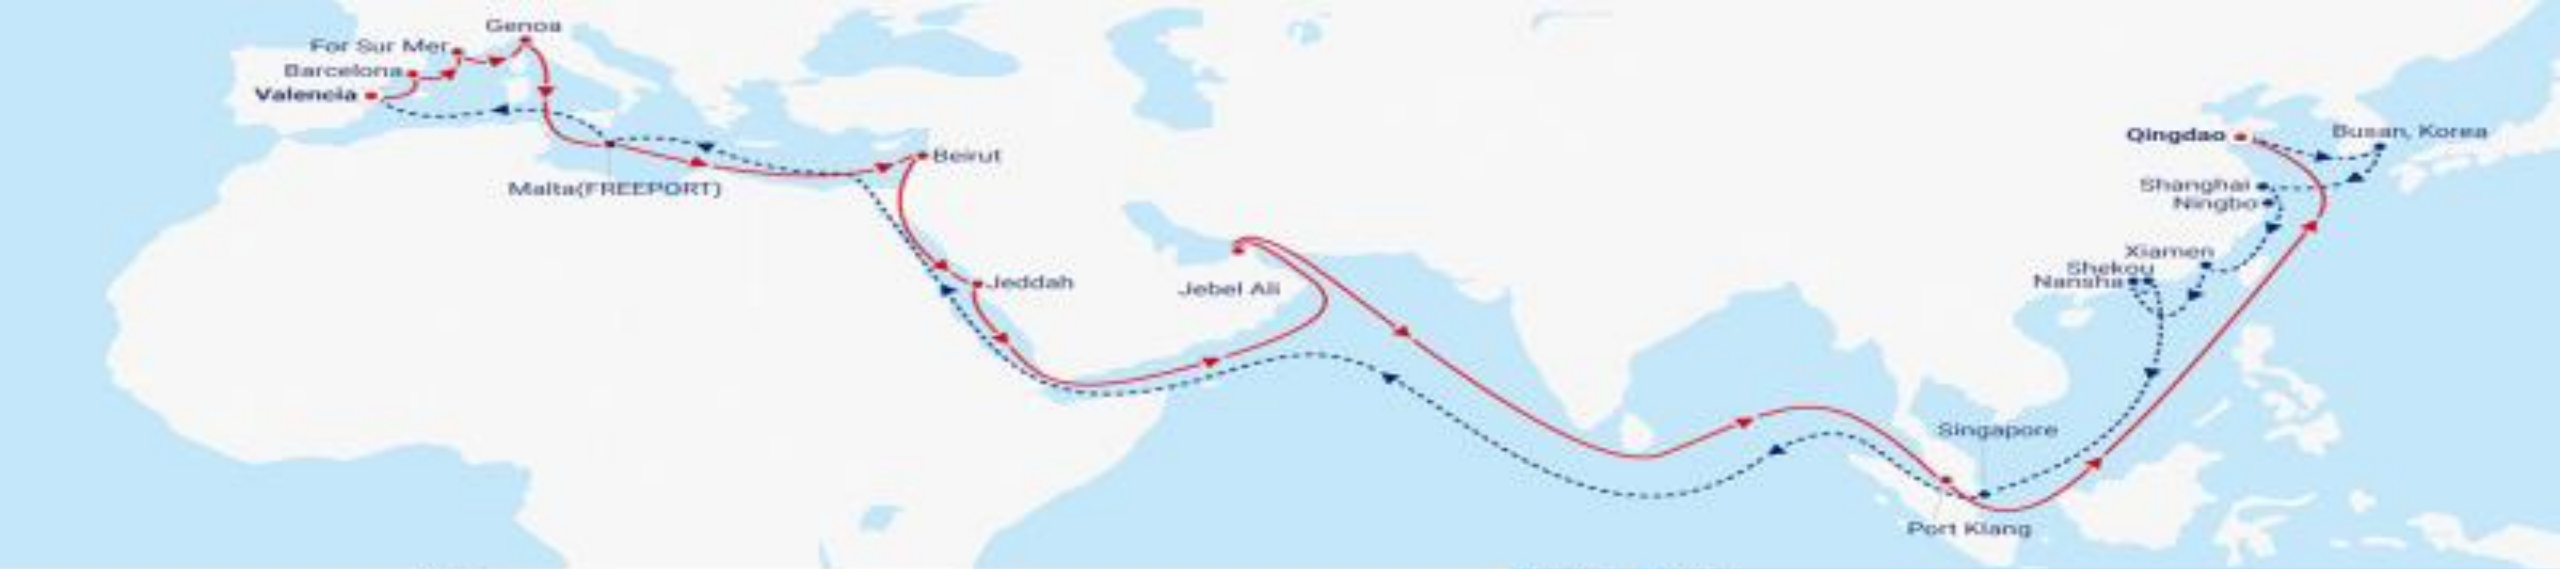 Genoa
For Sur Mer
Barcelona
Valencia
Malta(FREEPORT)
Beirut
Jeddah
Jebel Ali
Qingdao
Busan, Korea
Shanghai
Ningbo
Xiamen
Shekou
Nansha
Singapore
Port Klang